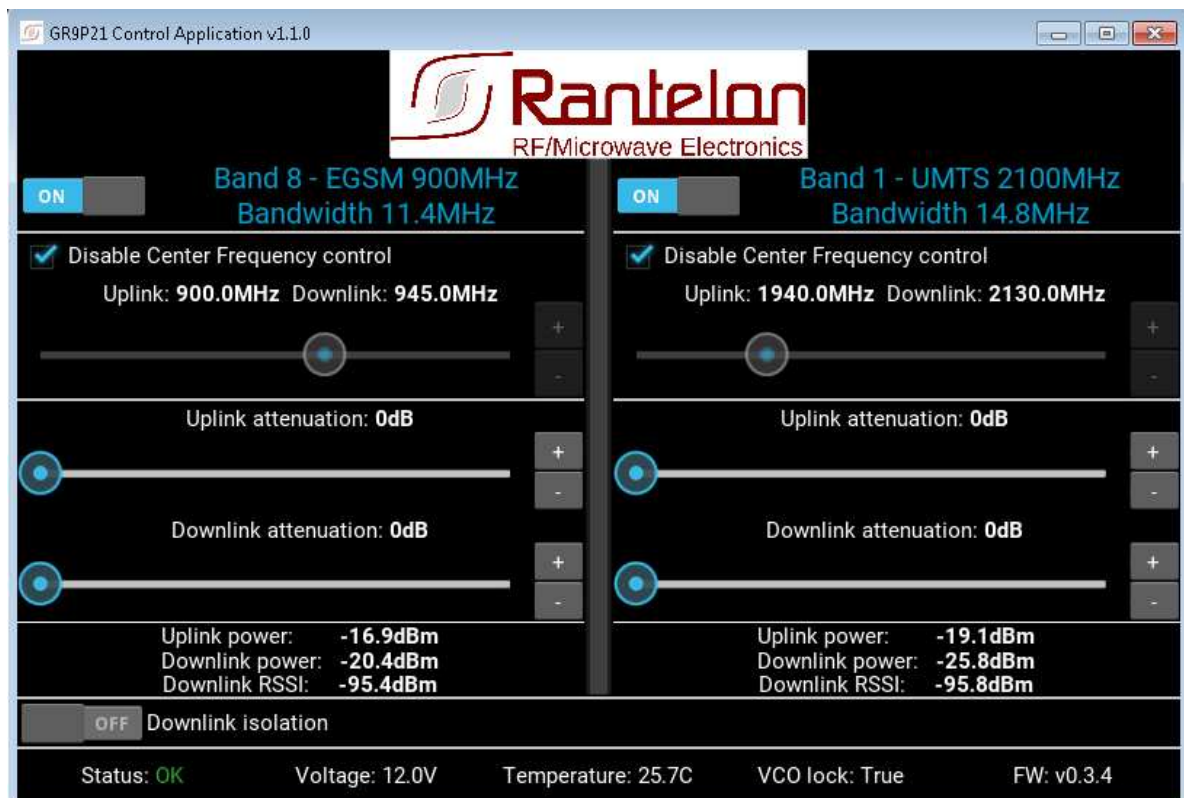 GR9P21 Control Application v1.1.0
Rantelon
RF/Microwave Electronics
ON
Band 8 - EGSM 900MHz
Bandwidth 11.4MHz
Disable Center Frequency control
Uplink: 900.0MHz Downlink: 945.0MHz
+
-
Uplink attenuation: 0dB
+
-
Downlink attenuation: 0dB
+
-
Uplink power: -16.9dBm
Downlink power: -20.4dBm
Downlink RSSI: -95.4dBm
ON
Band 1 - UMTS 2100MHz
Bandwidth 14.8MHz
Disable Center Frequency control
Uplink: 1940.0MHz Downlink: 2130.0MHz
+
-
Uplink attenuation: 0dB
+
-
Downlink attenuation: 0dB
+
-
Uplink power: -19.1dBm
Downlink power: -25.8dBm
Downlink RSSI: -95.8dBm
OFF Downlink isolation
Status: OK Voltage: 12.0V Temperature: 25.7C VCO lock: True FW: v0.3.4